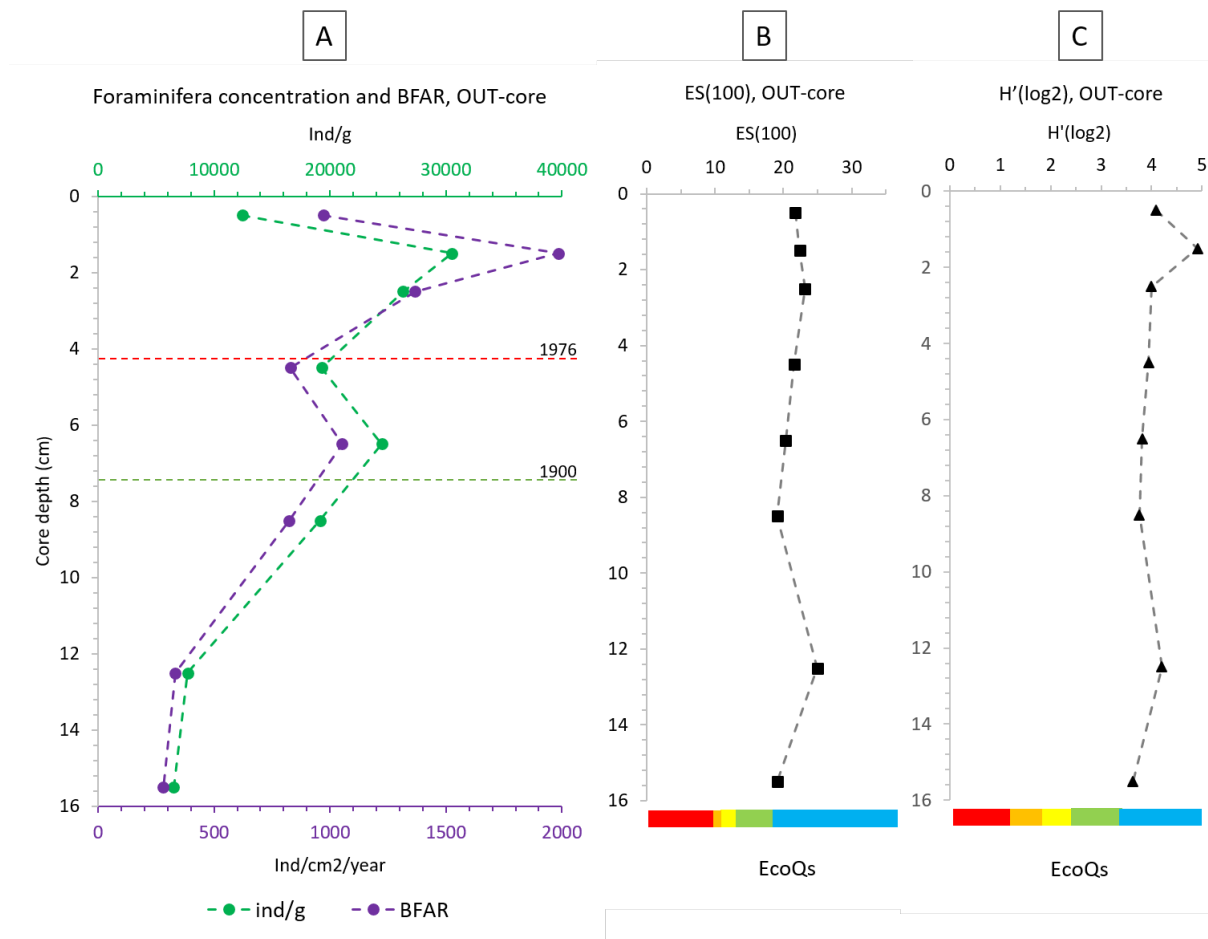 A
B
C
Foraminifera concentration and BFAR, OUT-core
Ind/g
0 10000 20000 30000 40000
0
2
4
6
8
10
12
14
16
Core depth (cm)
1976
1900
0 500 1000 1500 2000
Ind/cm2/year
ind/g BFAR
ES(100), OUT-core
ES(100)
0 10 20 30
0
2
4
6
8
10
12
14
16
EcoQs
H’(log2), OUT-core
H'(log2)
0 1 2 3 4 5
0
2
4
6
8
10
12
14
16
EcoQs